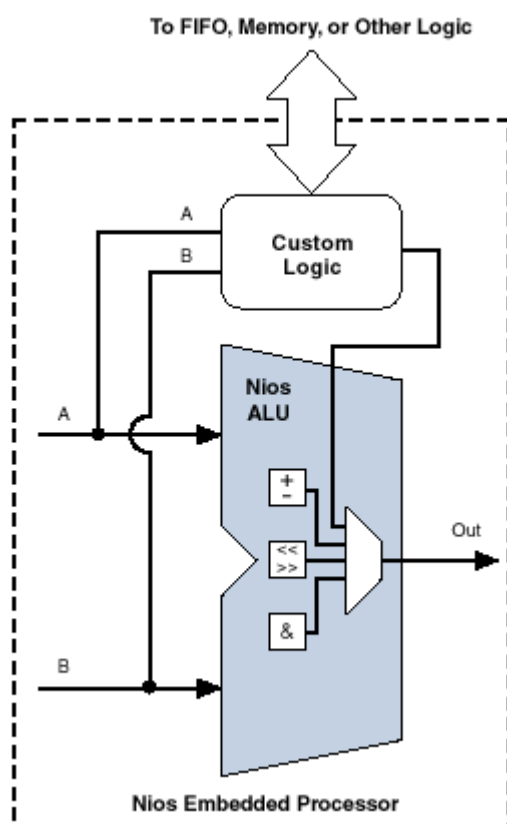 To FIFO, Memory, or Other Logic
A
B
Custom
Logic
Nios
ALU
A
+
-
<<
>>
Out
&
B
Nios Embedded Processor